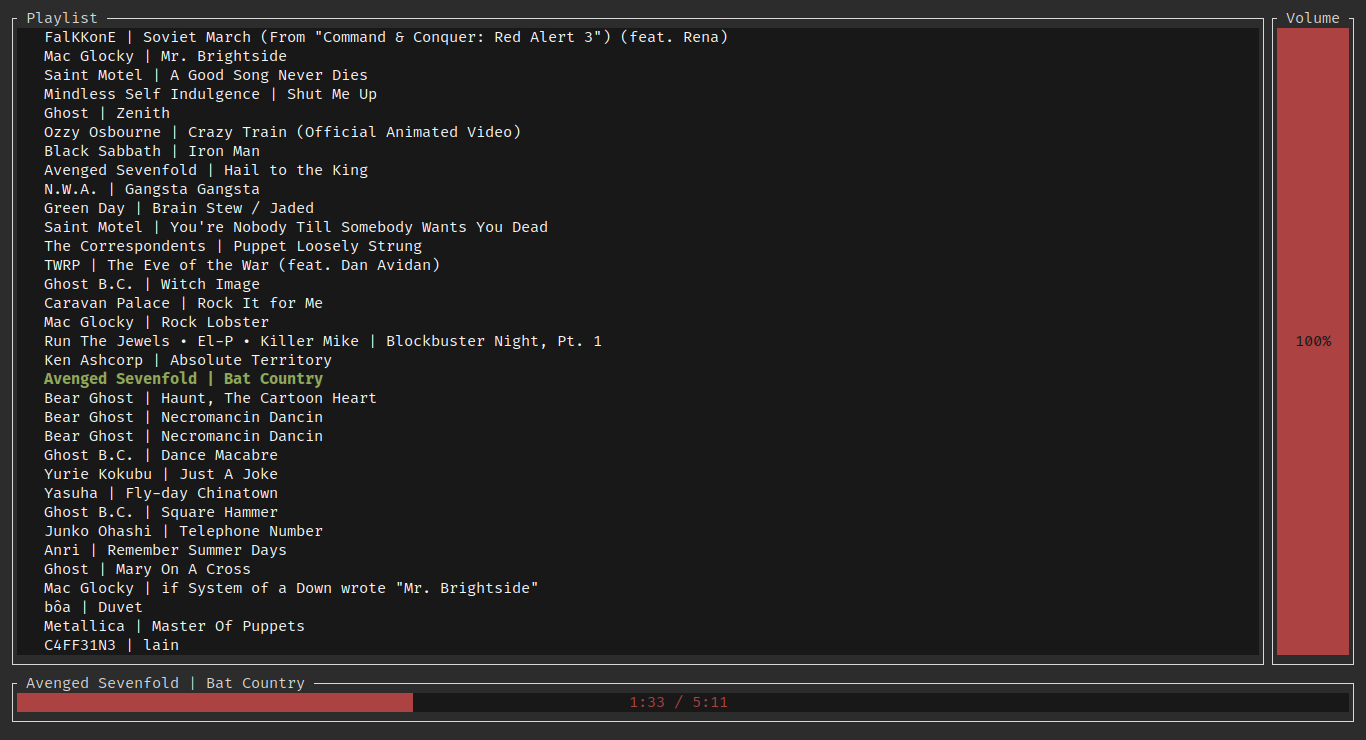 Playlist
Volume
FalKKonE | Soviet March (From "Command & Conquer: Red Alert 3") (feat. Rena)
Mac Glocky | Mr. Brightside
Saint Motel | A Good Song Never Dies
Mindless Self Indulgence | Shut Me Up
Ghost | Zenith
Ozzy Osbourne | Crazy Train (Official Animated Video)
Black Sabbath | Iron Man
Avenged Sevenfold | Hail to the King
N.W.A. | Gangsta Gangsta
Green Day | Brain Stew / Jaded
Saint Motel | You're Nobody Till Somebody Wants You Dead
The Correspondents | Puppet Loosely Strung
TWRP | The Eve of the War (feat. Dan Avidan)
Ghost B.C. | Witch Image
Caravan Palace | Rock It for Me
Mac Glocky | Rock Lobster
Run The Jewels • El-P • Killer Mike | Blockbuster Night, Pt. 1
100%
Ken Ashcorp | Absolute Territory
Avenged Sevenfold | Bat Country
Bear Ghost | Haunt, The Cartoon Heart
Bear Ghost | Necromancin Dancin
Bear Ghost | Necromancin Dancin
Ghost B.C. | Dance Macabre
Yurie Kokubu | Just A Joke
Yasuha | Fly-day Chinatown
Ghost B.C. | Square Hammer
Junko Ohashi | Telephone Number
Anri | Remember Summer Days
Ghost | Mary On A Cross
Mac Glocky | if System of a Down wrote "Mr. Brightside"
bôa | Duvet
Metallica | Master Of Puppets
C4FF31N3 | lain
Avenged Sevenfold | Bat Country
1:33 / 5:11